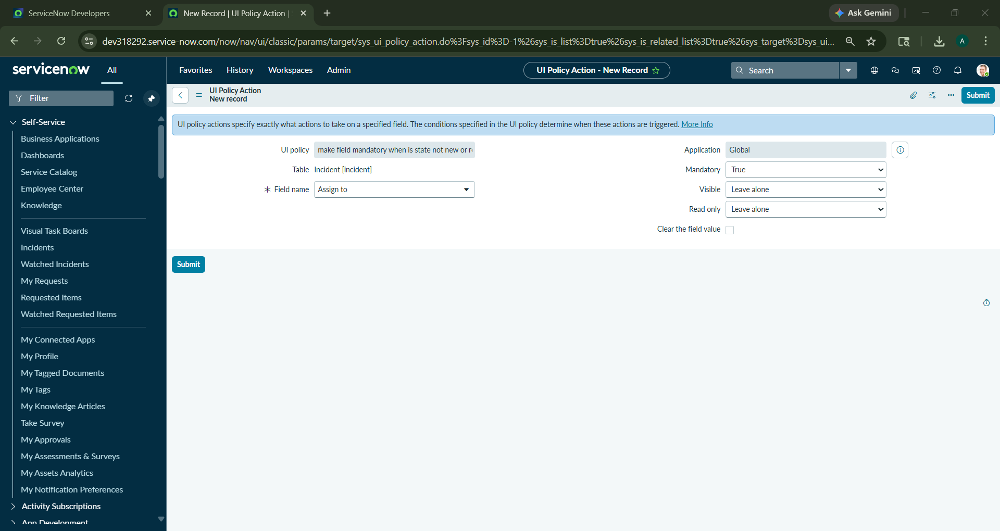 ServiceNow Developers
New Record | UI Policy Action |
Ask Gemini
dev318292.service-now.com/now/nav/ui/classic/params/target/sys_ui_policy_action.do%3Fsys_id%3D-1%26sys_is_list%3Dtrue%26sys_is_related_list%3Dtrue%26sys_target%3Dsys_ui...
A
servicenow
All
Favorites
History
Workspaces
Admin
UI Policy Action - New Record
Search
Filter
Self-Service
Business Applications
Dashboards
Service Catalog
Employee Center
Knowledge
Visual Task Boards
Incidents
Watched Incidents
My Requests
Requested Items
Watched Requested Items
My Connected Apps
My Profile
My Tagged Documents
My Tags
My Knowledge Articles
Take Survey
My Approvals
My Assessments & Surveys
My Assets Analytics
My Notification Preferences
Activity Subscriptions
App Development
UI Policy Action
New record
Submit
UI policy actions specify exactly what actions to take on a specified field. The conditions specified in the UI policy determine when these actions are triggered. More Info
UI policy make field mandatory when is state not new or
Table Incident [incident]
Field name Assign to
Application Global
Mandatory True
Visible Leave alone
Read only Leave alone
Clear the field value
Submit